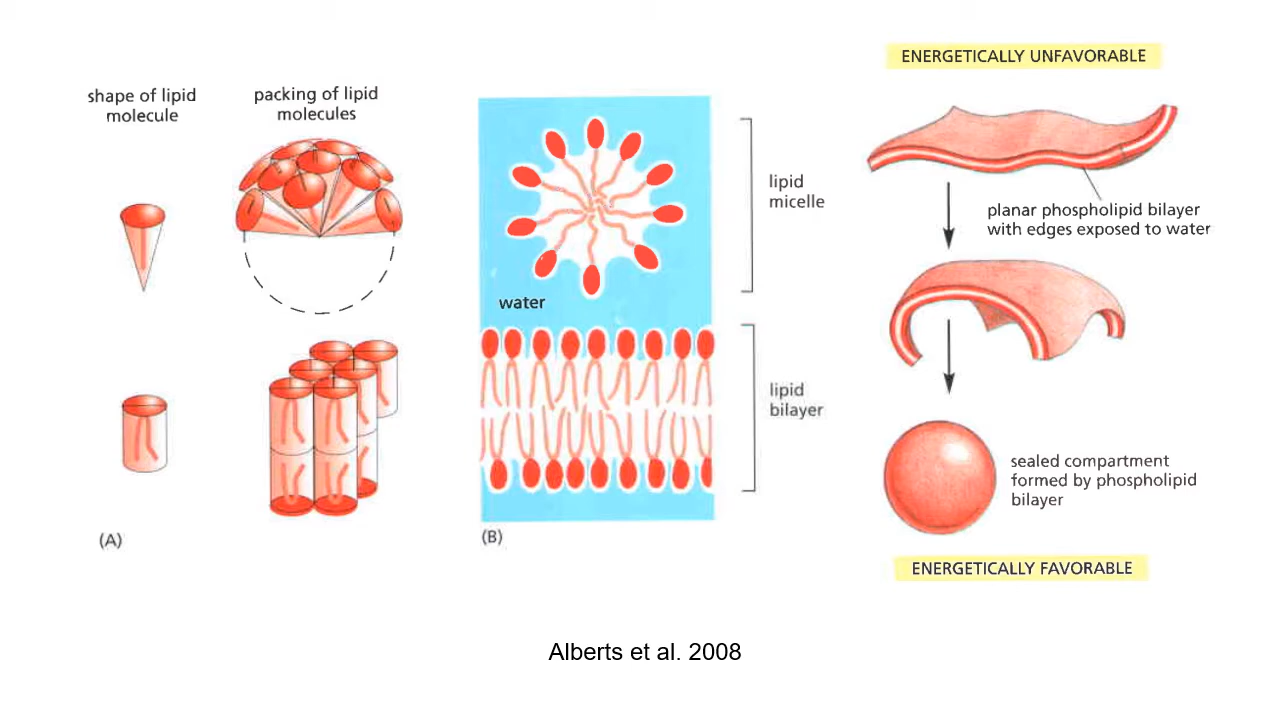 shape of lipid
molecule
packing of lipid
molecules
(A)
water
(B)
lipid
micelle
lipid
bilayer
ENERGETICALLY UNFAVORABLE
planar phospholipid bilayer
with edges exposed to water
sealed compartment
formed by phospholipid
bilayer
ENERGETICALLY FAVORABLE
Alberts et al. 2008